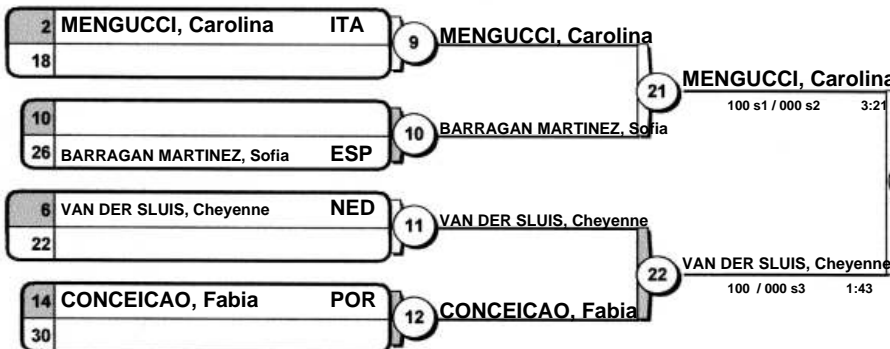 2 MENGUCCI, Carolina ITA
18
9 MENGUCCI, Carolina
10
26 BARRAGAN MARTINEZ, Sofia ESP
10 BARRAGAN MARTINEZ, Sofia
21 MENGUCCI, Carolina
100 s1 / 000 s2 3:21
6 VAN DER SLUIS, Cheyenne NED
22
11 VAN DER SLUIS, Cheyenne
14 CONCEICAO, Fabia POR
30
12 CONCEICAO, Fabia
22 VAN DER SLUIS, Cheyenne
100 / 000 s3 1:43